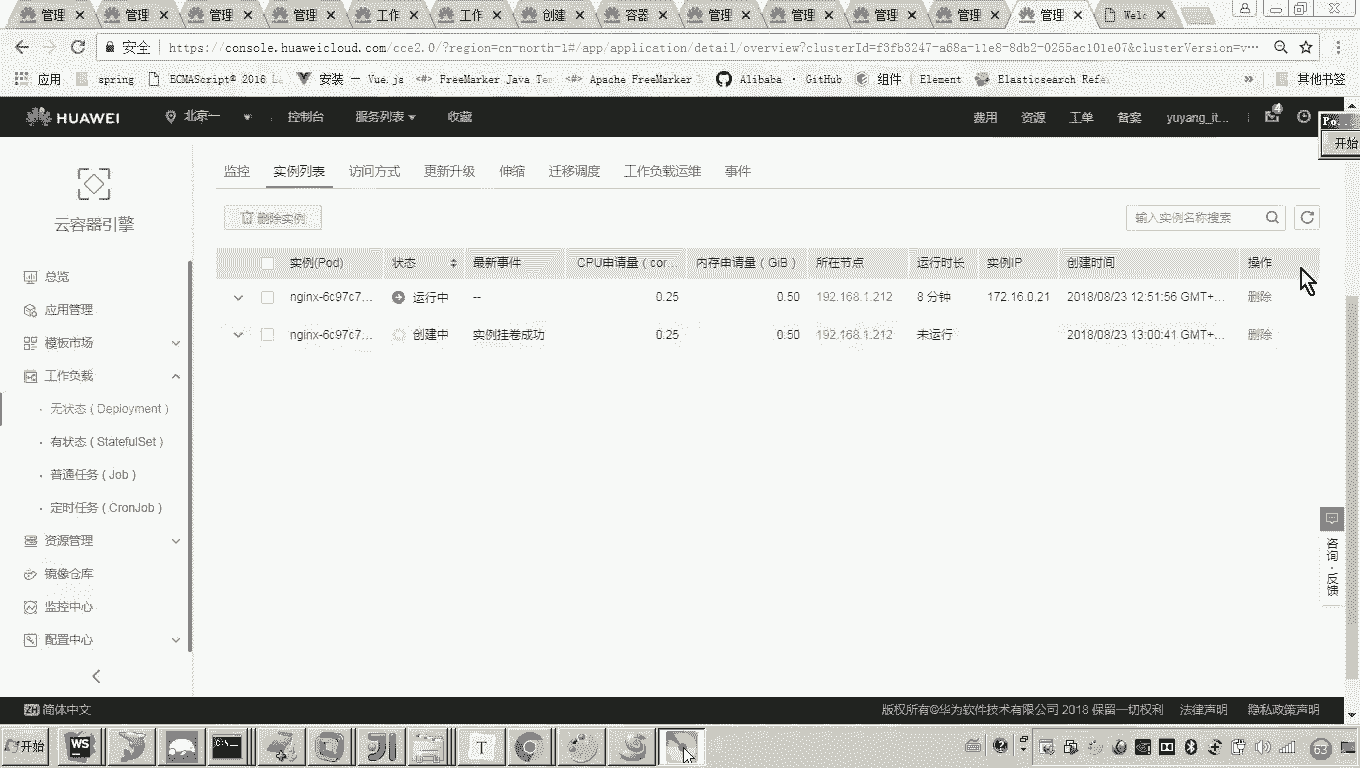 管理 管理 管理 管理 工作 工作 创建 容器 管理 管理 管理 管理 管理 Welc
安全 https://console.huaweicloud.com/cce2.0/?region=cn-north-1#/app/application/detail/overview?clusterId=f3fb3247-a68a-11e8-8db2-0255ac101e07&clusterVersion=v…
应用 spring ECMAScript® 2016 安装 — Vue.js FreeMarker Java Apache FreeMarker Alibaba · GitHub 组件 | Element Elasticsearch » 其他书签
HUAWEI 北京一 控制台 服务列表 收藏 费用 资源 工单 备案 yuyang_it... 4
Po...
开始
云容器引擎
总览
应用管理
模板市场
工作负载
· 无状态 ( Deployment )
· 有状态 ( StatefulSet )
· 普通任务 ( Job )
· 定时任务 ( CronJob )
资源管理
镜像仓库
监控中心
配置中心
监控 实例列表 访问方式 更新升级 伸缩 迁移调度 工作负载运维 事件
删除实例 输入实例名称搜索
实例(Pod) 状态 最新事件 CPU申请量 ( cor... 内存申请量 ( GiB ) 所在节点 运行时长 实例IP 创建时间 操作
nginx-6c97c7... 运行中 -- 0.25 0.50 192.168.1.212 8 分钟 172.16.0.21 2018/08/23 12:51:56 GMT+... 删除
nginx-6c97c7... 创建中 实例挂卷成功 0.25 0.50 192.168.1.212 未运行 2018/08/23 13:00:41 GMT+... 删除
咨询·反馈
ZH 简体中文 版权所有©华为软件技术有限公司 2018 保留一切权利 法律声明 隐私政策声明
开始 WS C:\ T 63